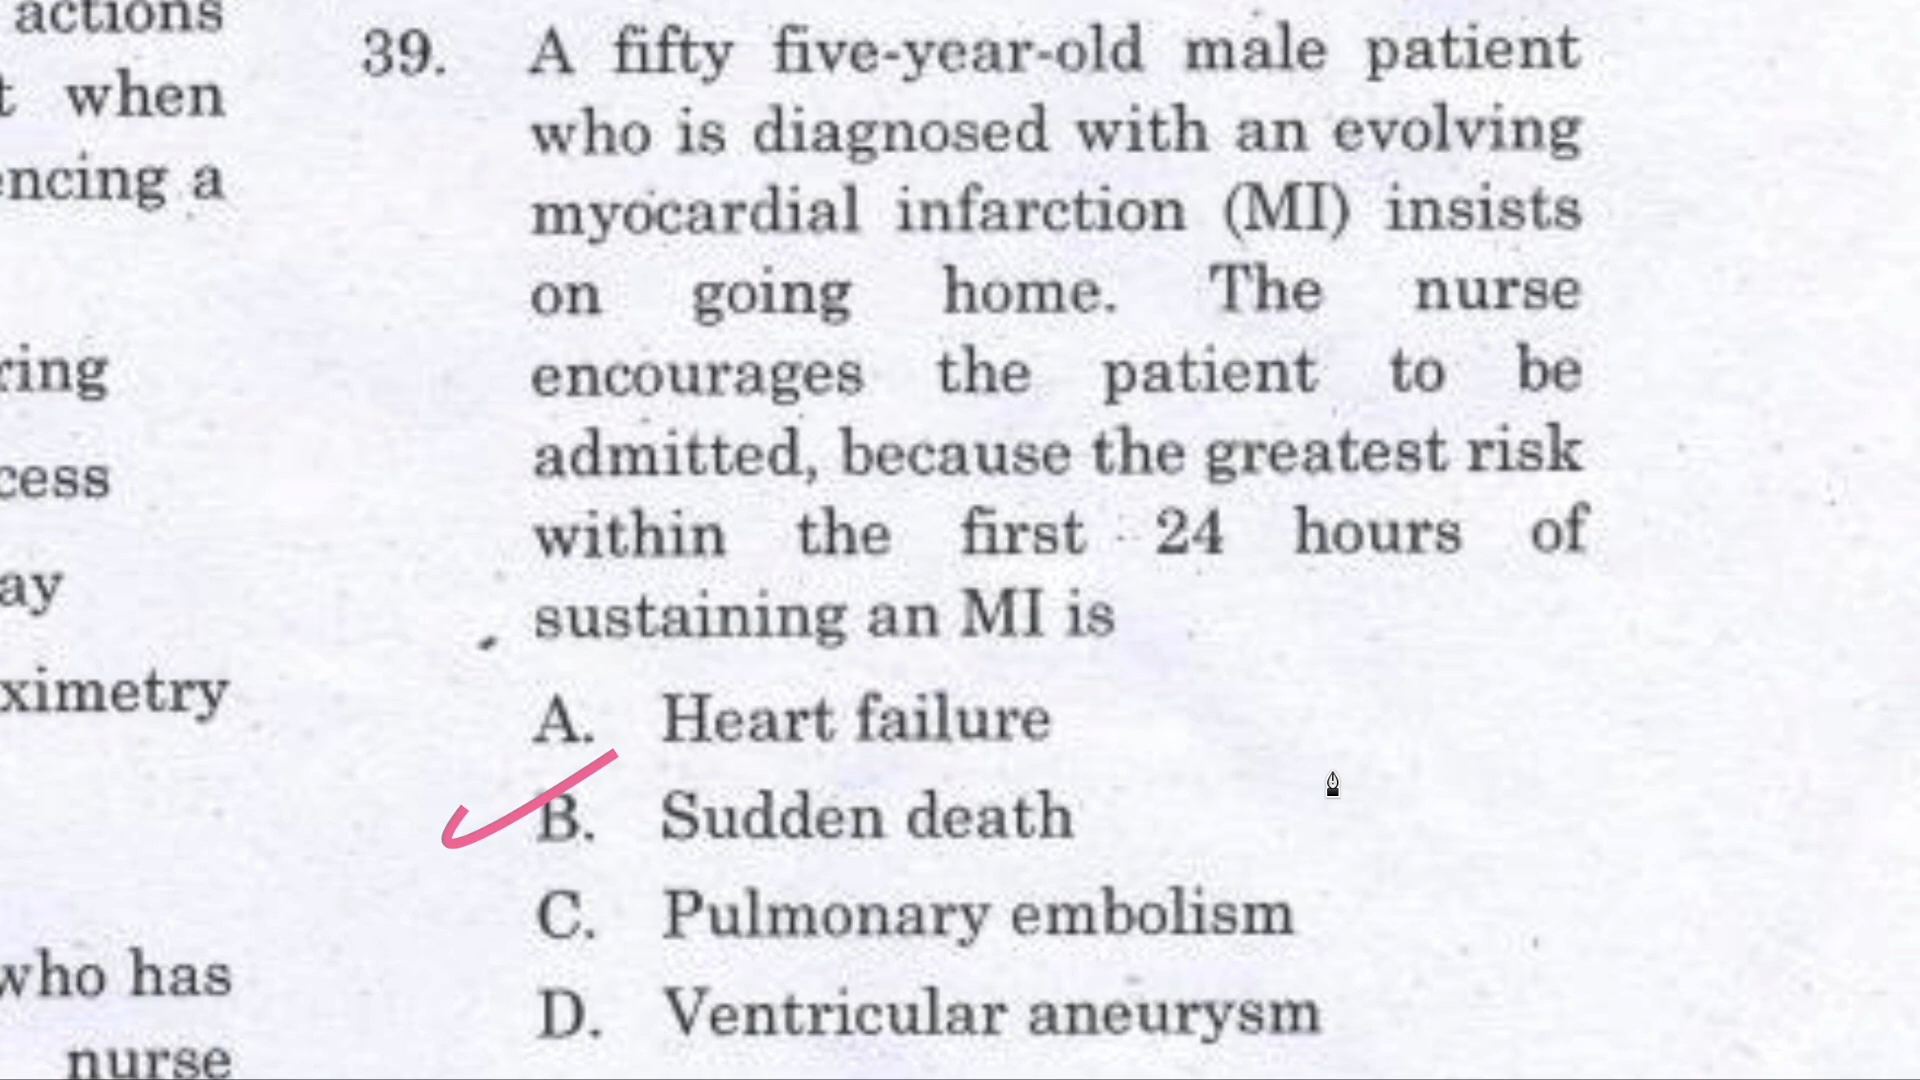 actions
t when
encing a
ring
cess
ay
ximetry
who has
nurse
39. A fifty five-year-old male patient
who is diagnosed with an evolving
myocardial infarction (MI) insists
on going home. The nurse
encourages the patient to be
admitted, because the greatest risk
within the first 24 hours of
sustaining an MI is
A. Heart failure
B. Sudden death
C. Pulmonary embolism
D. Ventricular aneurysm